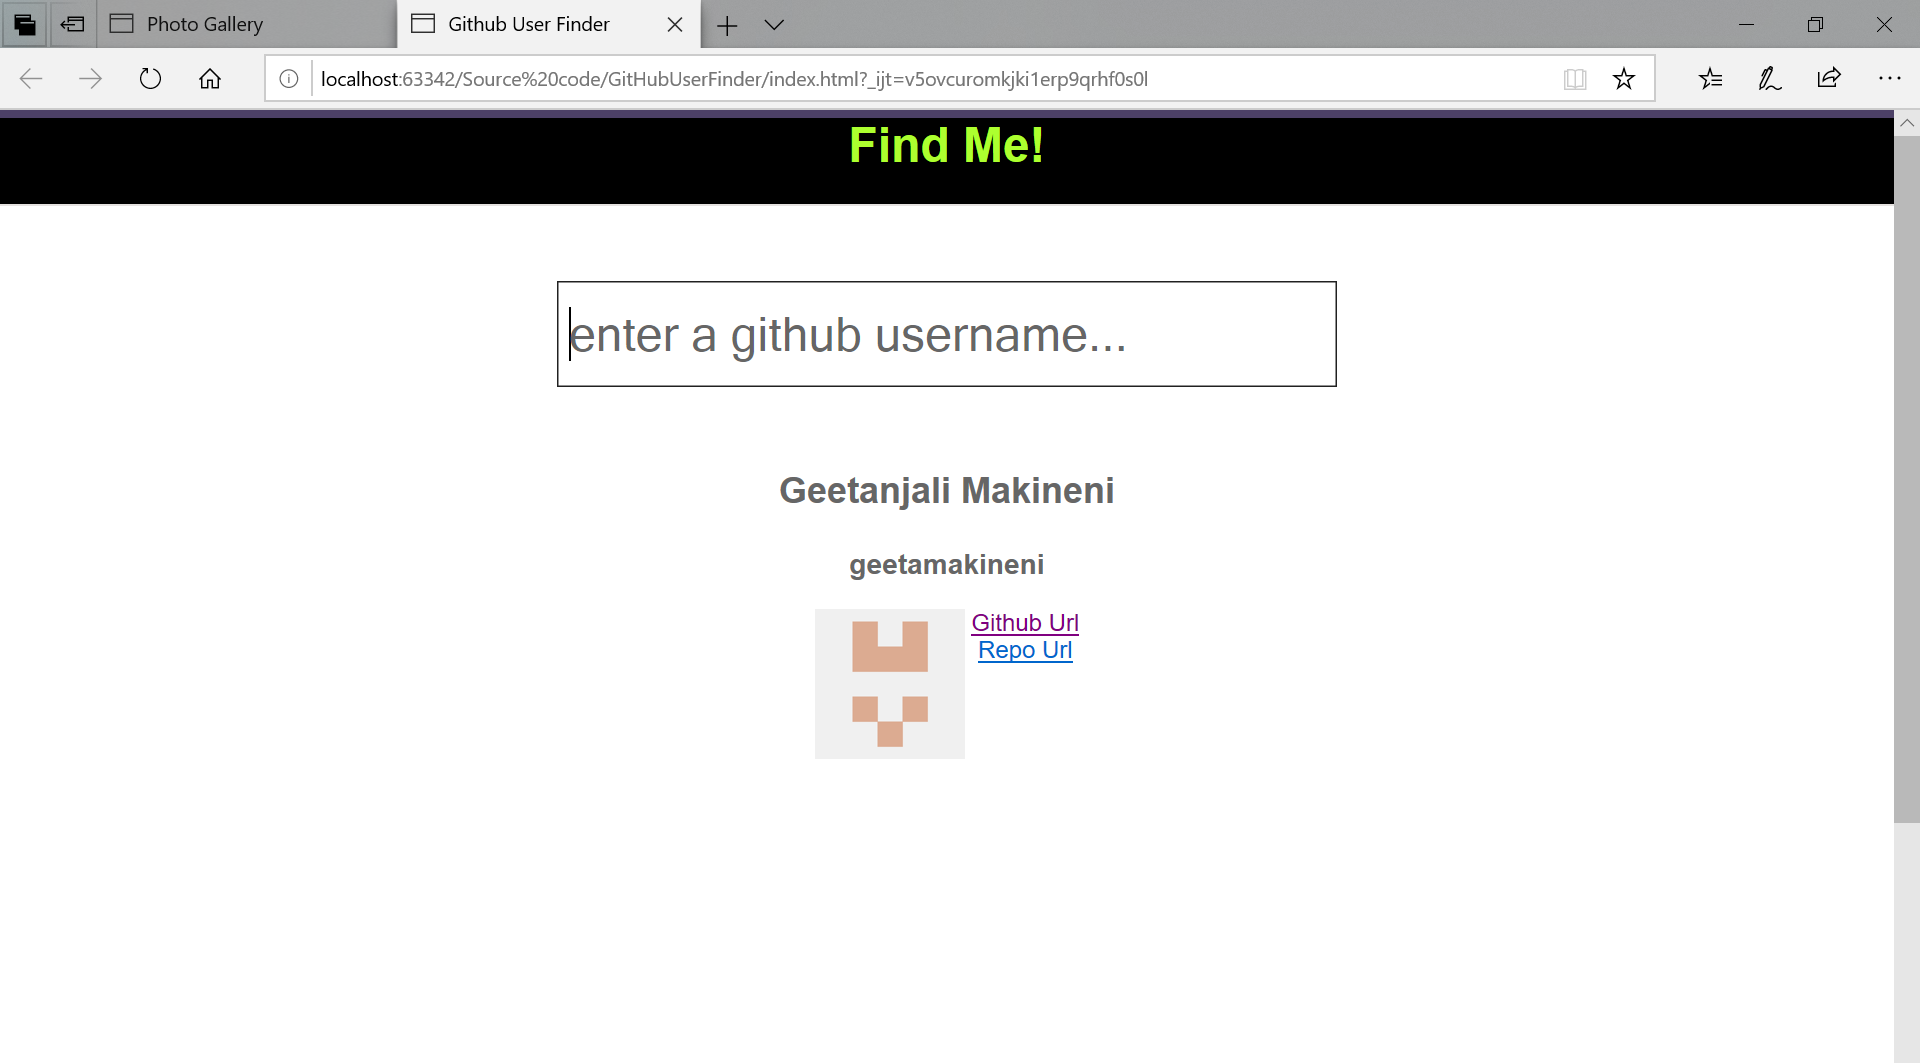 Photo Gallery
Github User Finder
localhost:63342/Source%20code/GitHubUserFinder/index.html?_ijt=v5ovcuromkjki1erp9qrhf0s0l
Find Me!
enter a github username...
Geetanjali Makineni
geetamakineni
Github Url
Repo Url